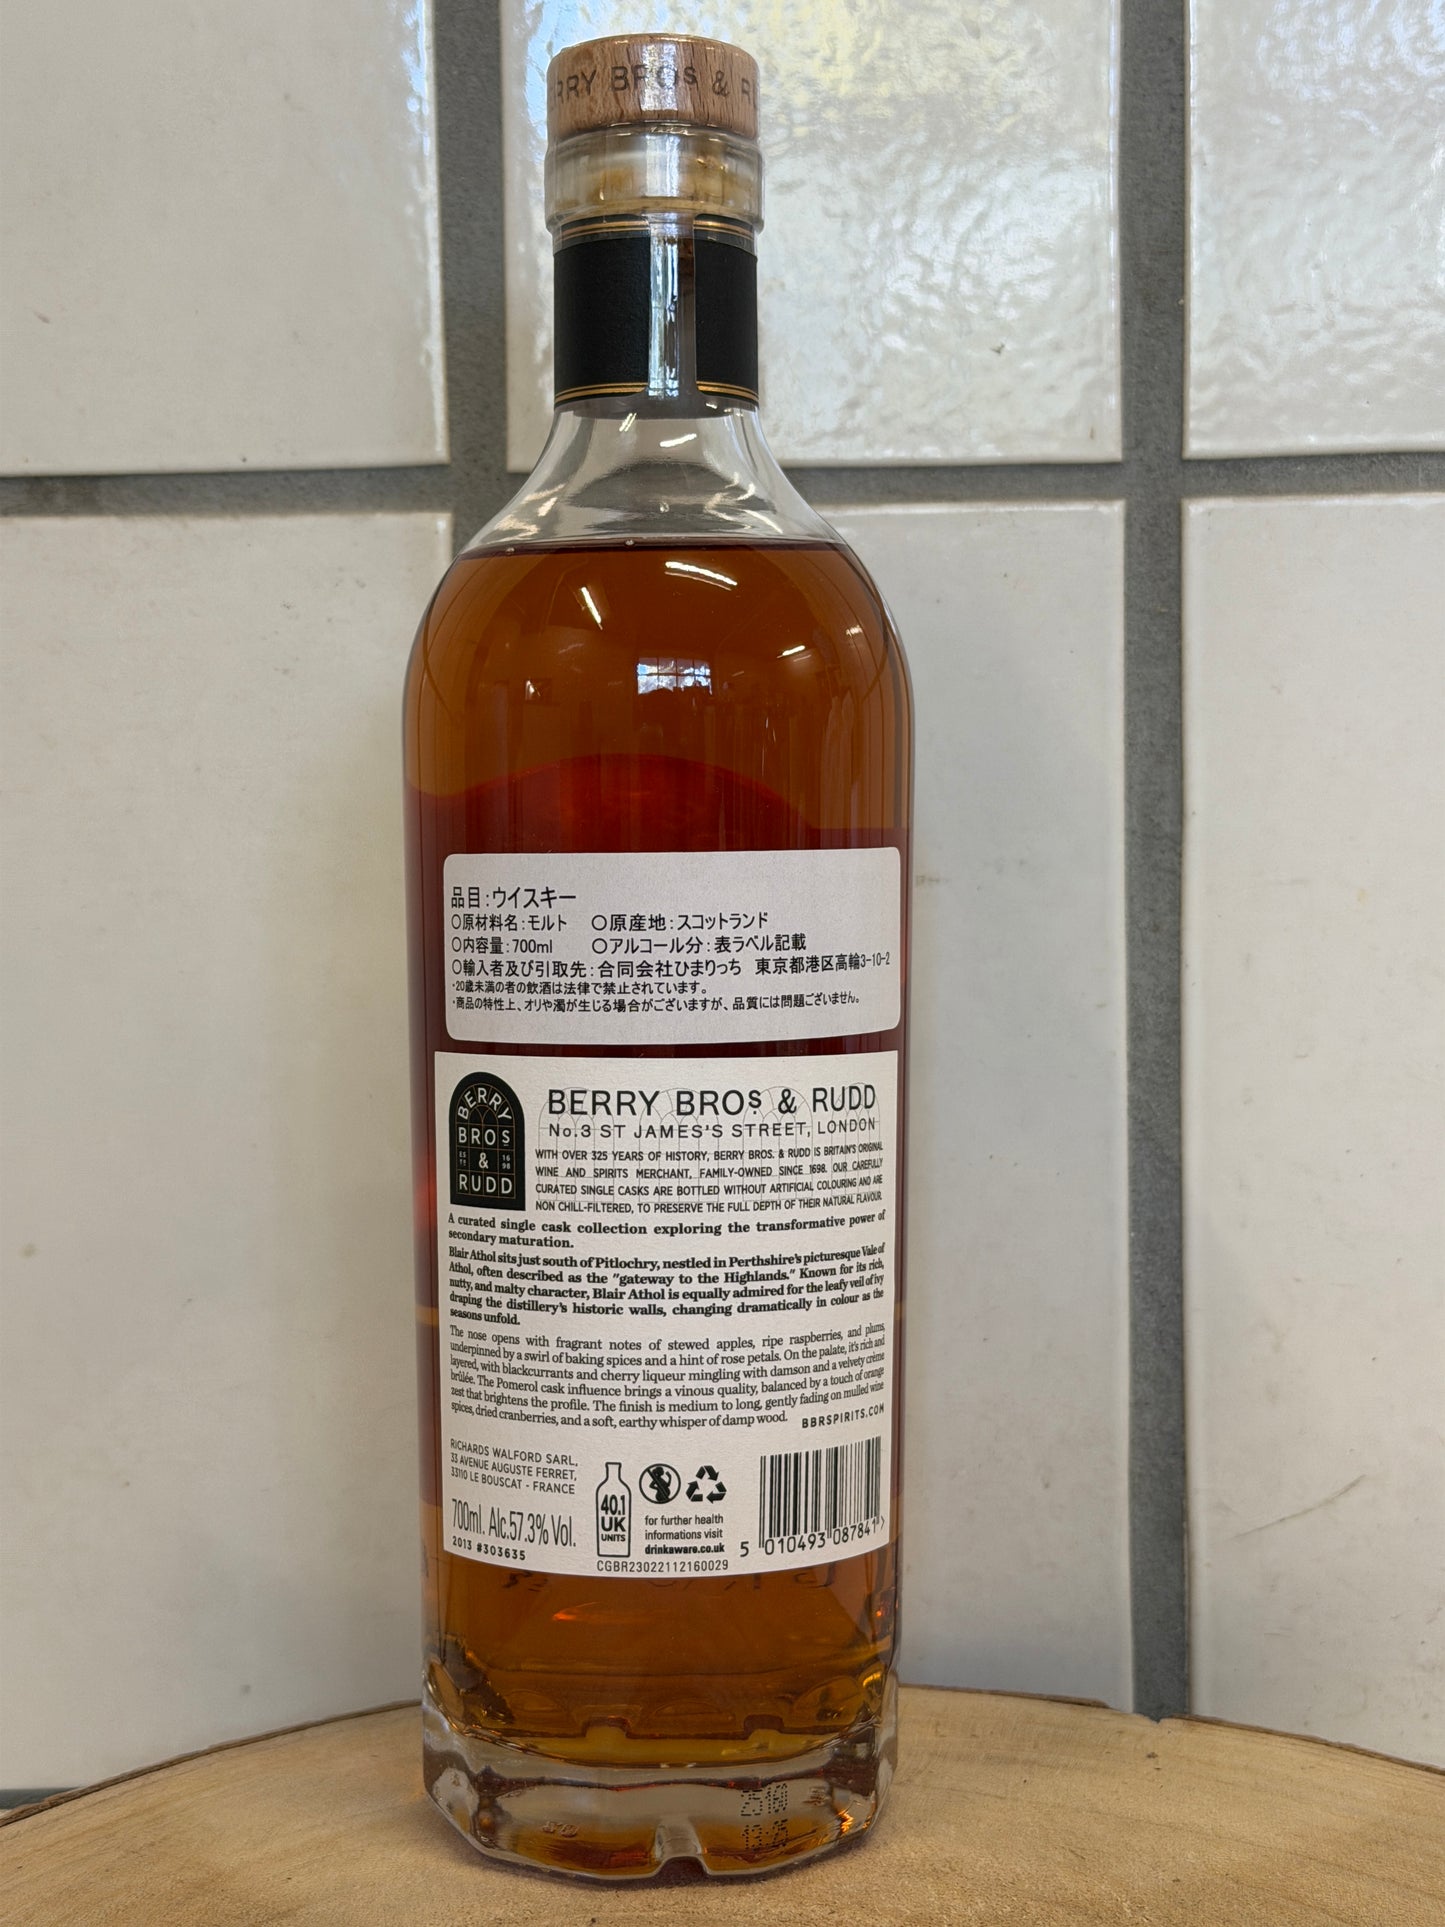 BERRY BROS & RU
品目:ウイスキー
○原材料名:モルト ○原産地:スコットランド
○内容量:700ml ○アルコール分:表ラベル記載
○輸入者及び引取先:合同会社ひまりっち 東京都港区高輪3-10-2
・20歳未満の者の飲酒は法律で禁止されています。
・商品の特性上、オリや濁が生じる場合がございますが、品質には問題ございません。
BERRY
BROS
ESTD 1698
&
RUDD
BERRY BROS & RUDD
No.3 ST JAMES'S STREET, LONDON
WITH OVER 325 YEARS OF HISTORY, BERRY BROS. & RUDD IS BRITAIN'S ORIGINAL
WINE AND SPIRITS MERCHANT, FAMILY-OWNED SINCE 1698. OUR CAREFULLY
CURATED SINGLE CASKS ARE BOTTLED WITHOUT ARTIFICIAL COLOURING AND ARE
NON CHILL-FILTERED, TO PRESERVE THE FULL DEPTH OF THEIR NATURAL FLAVOUR.
A curated single cask collection exploring the transformative power of
secondary maturation.
Blair Athol sits just south of Pitlochry, nestled in Perthshire's picturesque Vale of
Athol, often described as the "gateway to the Highlands." Known for its rich,
nutty, and malty character, Blair Athol is equally admired for the leafy veil of ivy
draping the distillery's historic walls, changing dramatically in colour as the
seasons unfold.
The nose opens with fragrant notes of stewed apples, ripe raspberries, and plums,
underpinned by a swirl of baking spices and a hint of rose petals. On the palate, it's rich and
layered, with blackcurrants and cherry liqueur mingling with damson and a velvety crème
brûlée. The Pomerol cask influence brings a vinous quality, balanced by a touch of orange
zest that brightens the profile. The finish is medium to long, gently fading on mulled wine
spices, dried cranberries, and a soft, earthy whisper of damp wood.
BBRSPIRITS.COM
RICHARDS WALFORD SARL,
33 AVENUE AUGUSTE FERRET,
33110 LE BOUSCAT - FRANCE
700ml. Alc.57.3% Vol.
2013 #303635
40.1
UK
UNITS
for further health
informations visit
drinkaware.co.uk
CGBR23022112160029
5 010493 087841 >
25160
13:25